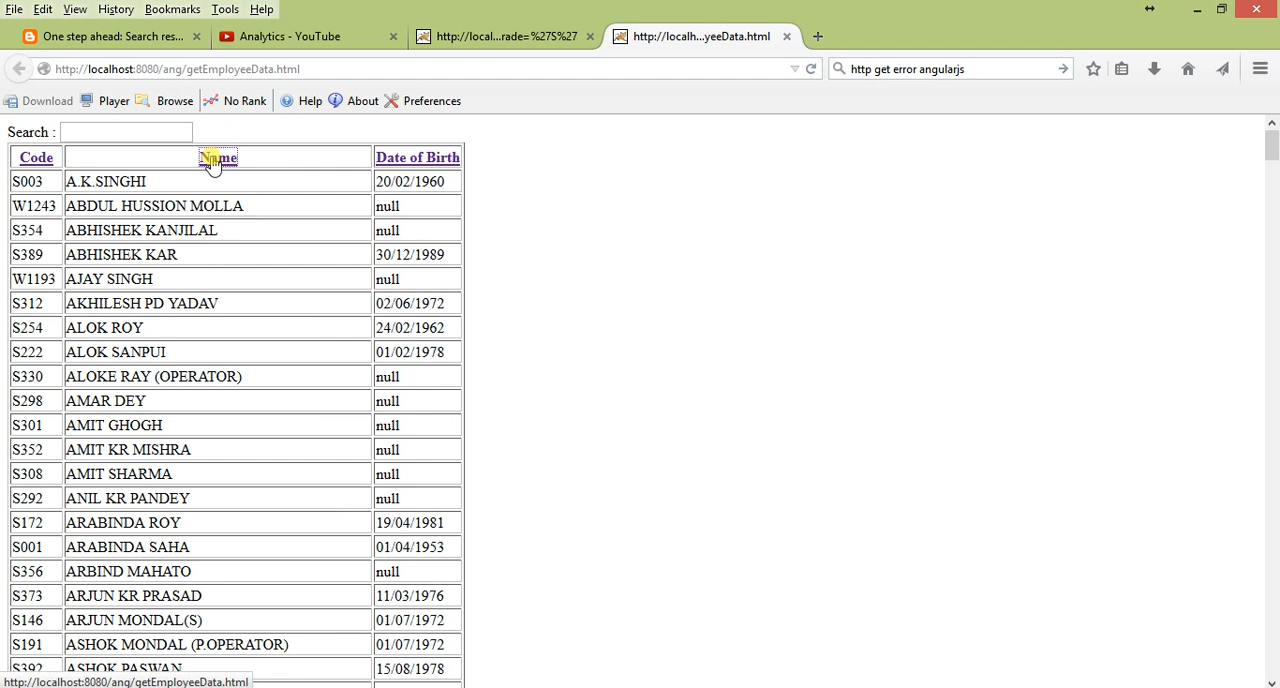 File Edit View History Bookmarks Tools Help
One step ahead: Search res... Analytics - YouTube http://local...rade=%27S%27 http://localh...yeeData.html
http://localhost:8080/ang/getEmployeeData.html http get error angularjs
Download Player Browse No Rank Help About Preferences
Search :
Code Name Date of Birth
S003 A.K.SINGHI 20/02/1960
W1243 ABDUL HUSSION MOLLA null
S354 ABHISHEK KANJILAL null
S389 ABHISHEK KAR 30/12/1989
W1193 AJAY SINGH null
S312 AKHILESH PD YADAV 02/06/1972
S254 ALOK ROY 24/02/1962
S222 ALOK SANPUI 01/02/1978
S330 ALOKE RAY (OPERATOR) null
S298 AMAR DEY null
S301 AMIT GHOGH null
S352 AMIT KR MISHRA null
S308 AMIT SHARMA null
S292 ANIL KR PANDEY null
S172 ARABINDA ROY 19/04/1981
S001 ARABINDA SAHA 01/04/1953
S356 ARBIND MAHATO null
S373 ARJUN KR PRASAD 11/03/1976
S146 ARJUN MONDAL(S) 01/07/1972
S191 ASHOK MONDAL (P.OPERATOR) 01/07/1972
S392 ASHOK PASWAN 15/08/1978
http://localhost:8080/ang/getEmployeeData.html